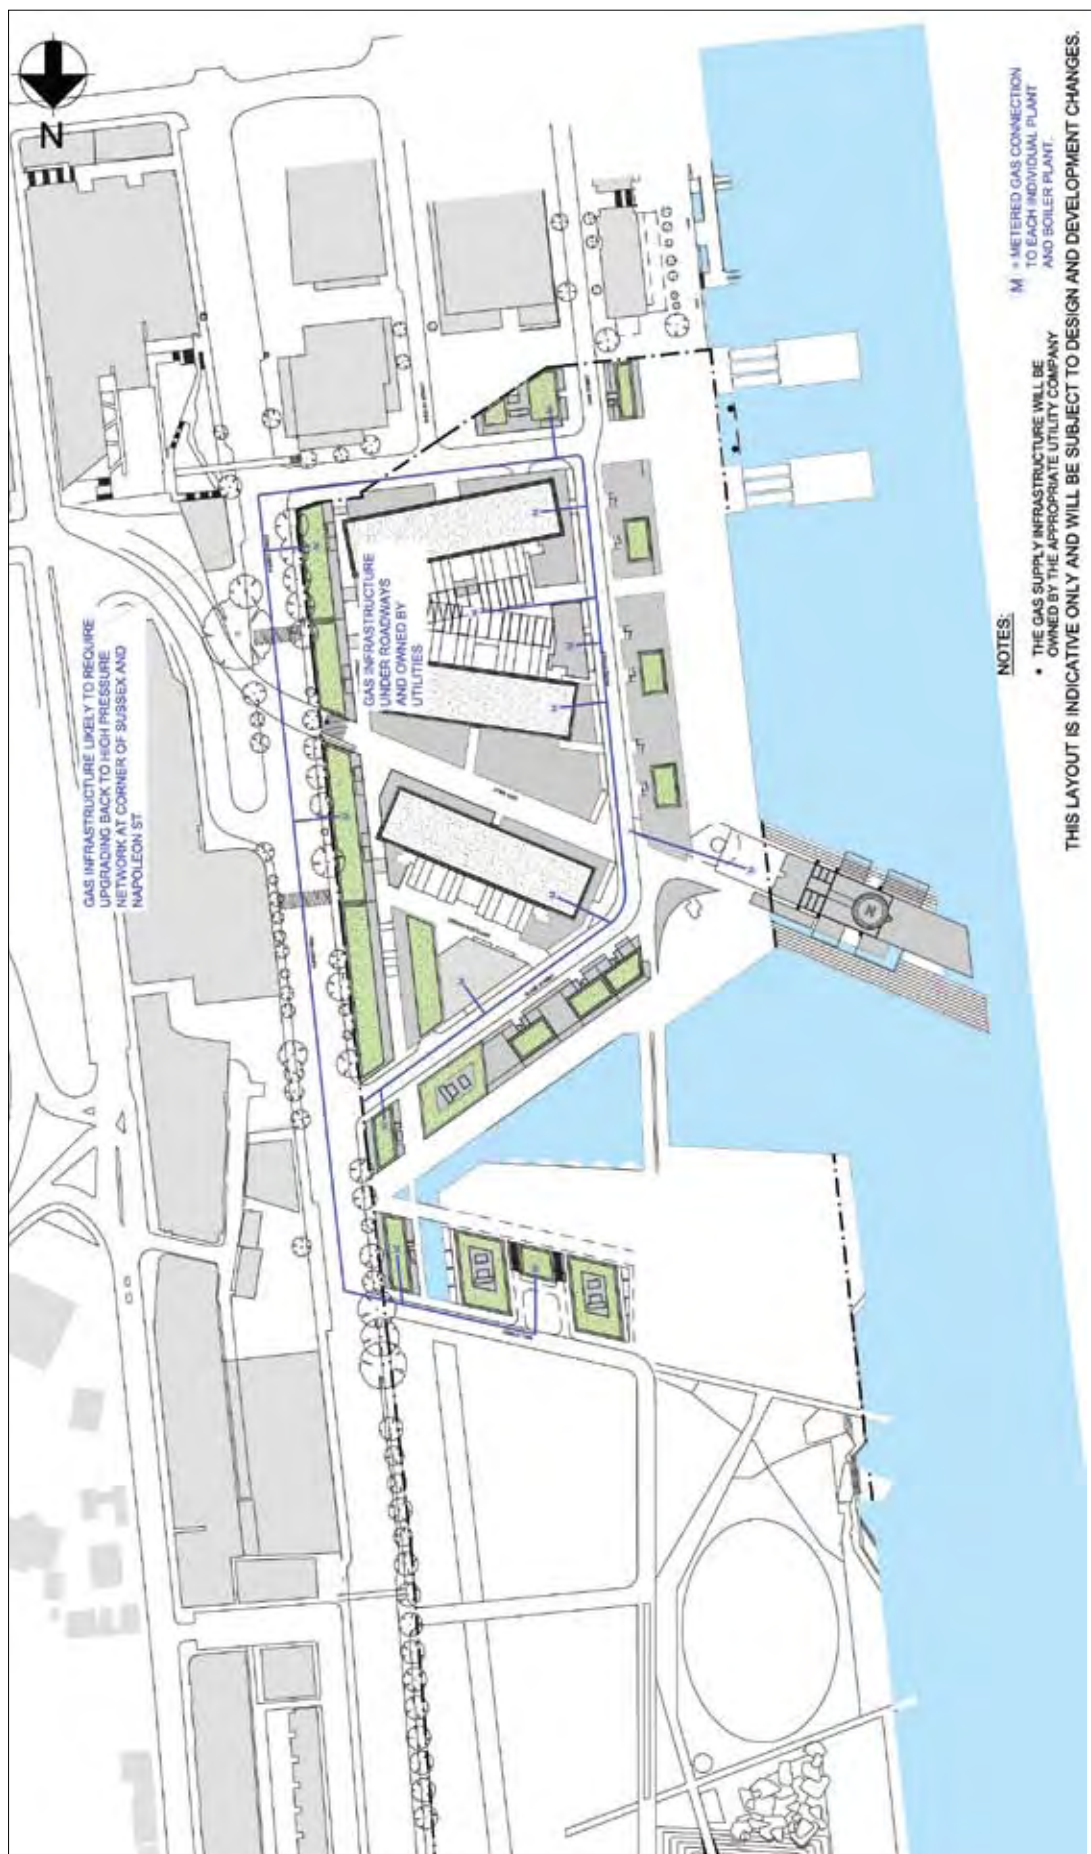 N
GAS INFRASTRUCTURE LIKELY TO REQUIRE
UPGRADING BACK TO HIGH PRESSURE
NETWORK AT CORNER OF SUSSEX AND
NAPOLEON ST
GAS INFRASTRUCTURE
UNDER ROADWAYS
AND OWNED BY
UTILITIES
M = METERED GAS CONNECTION
TO EACH INDIVIDUAL PLANT
AND BOILER PLANT.
NOTES:
• THE GAS SUPPLY INFRASTRUCTURE WILL BE
OWNED BY THE APPROPRIATE UTILITY COMPANY
THIS LAYOUT IS INDICATIVE ONLY AND WILL BE SUBJECT TO DESIGN AND DEVELOPMENT CHANGES.